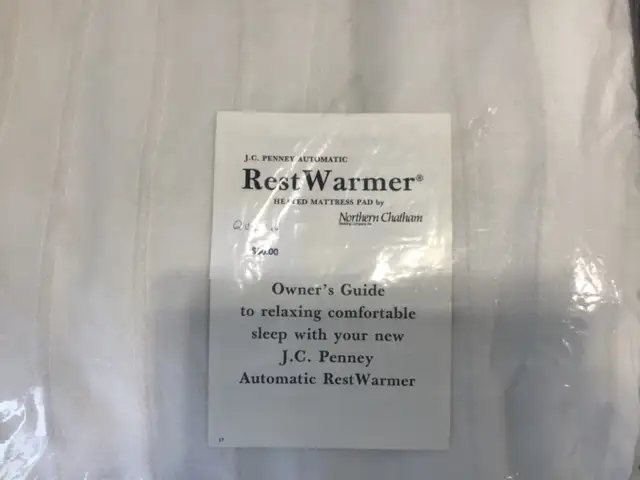 J.C. PENNEY AUTOMATIC
RestWarmer®
HEATED MATTRESS PAD by
Northern Chatham
Owner's Guide
to relaxing comfortable
sleep with your new
J.C. Penney
Automatic RestWarmer